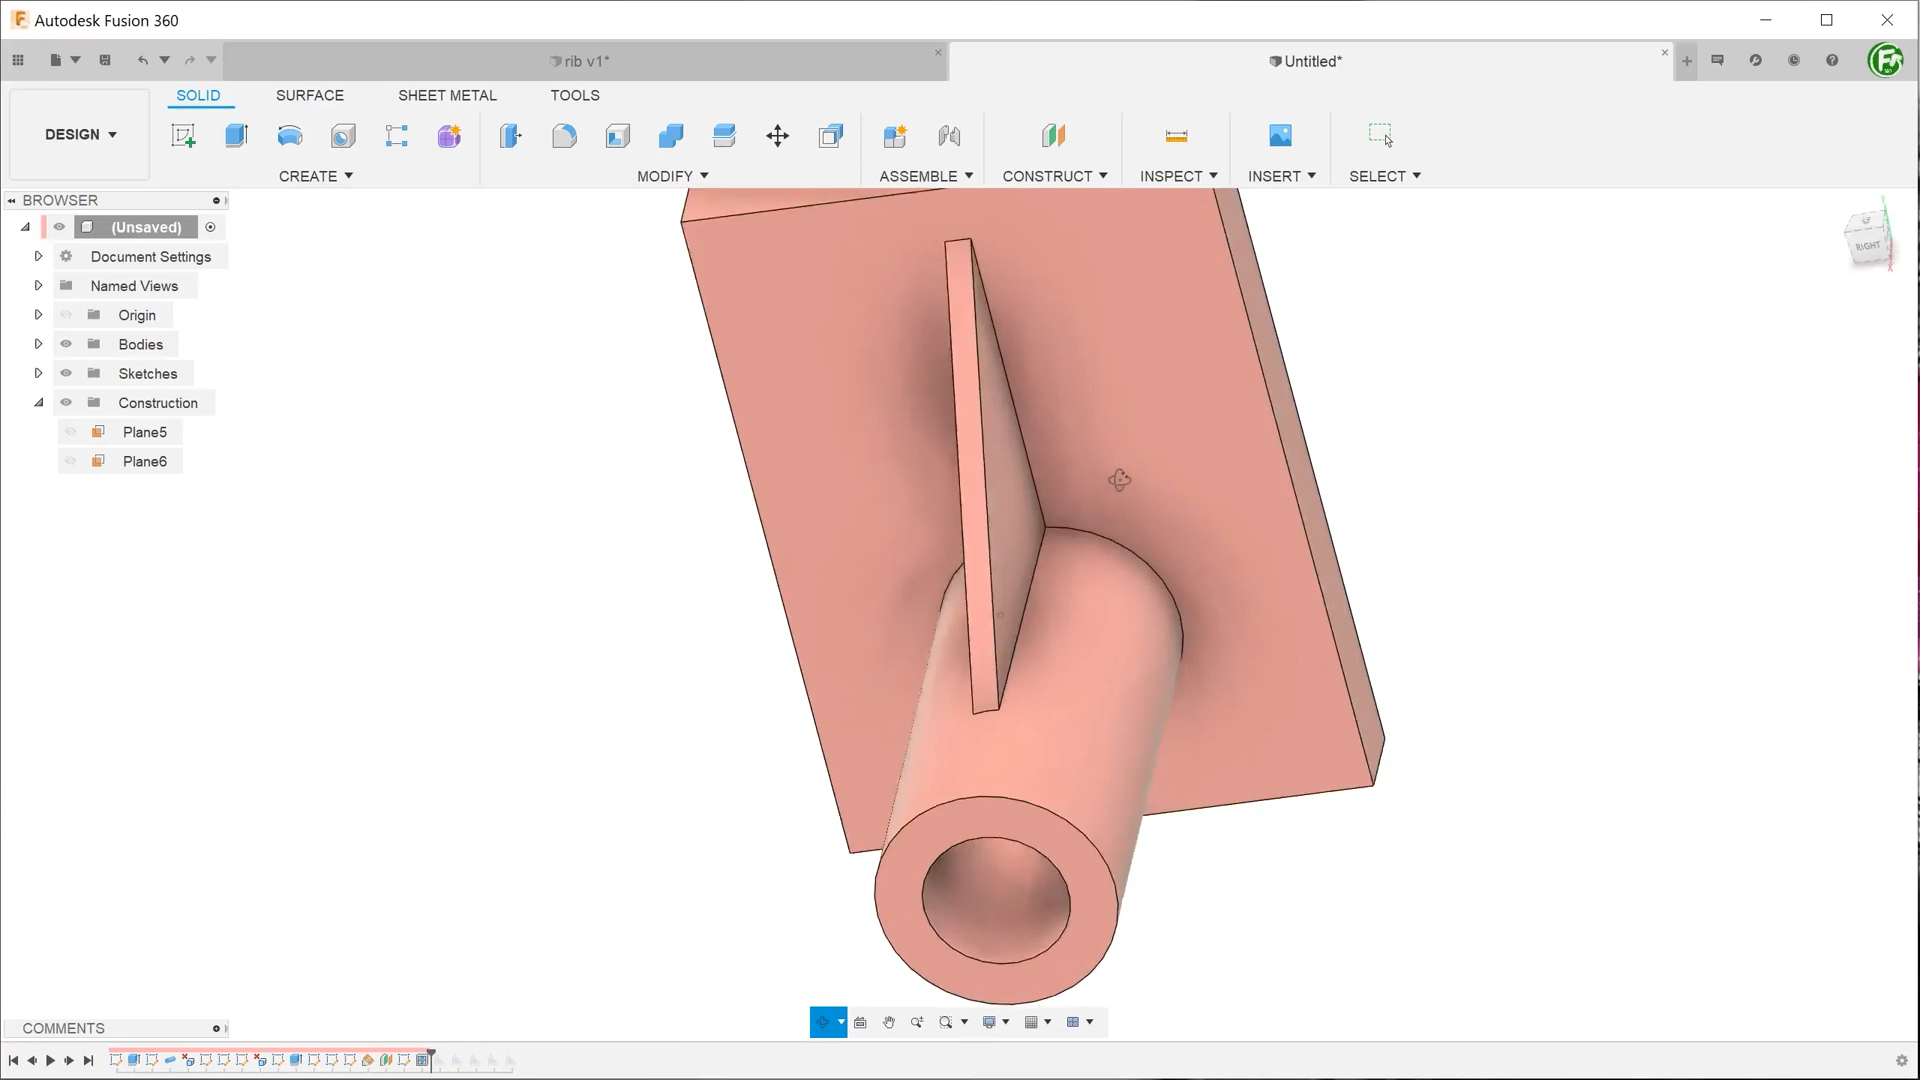 Autodesk Fusion 360
rib v1*
Untitled*
SOLID SURFACE SHEET METAL TOOLS
DESIGN
CREATE MODIFY ASSEMBLE CONSTRUCT INSPECT INSERT SELECT
BROWSER
(Unsaved)
Document Settings
Named Views
Origin
Bodies
Sketches
Construction
Plane5
Plane6
RIGHT
COMMENTS